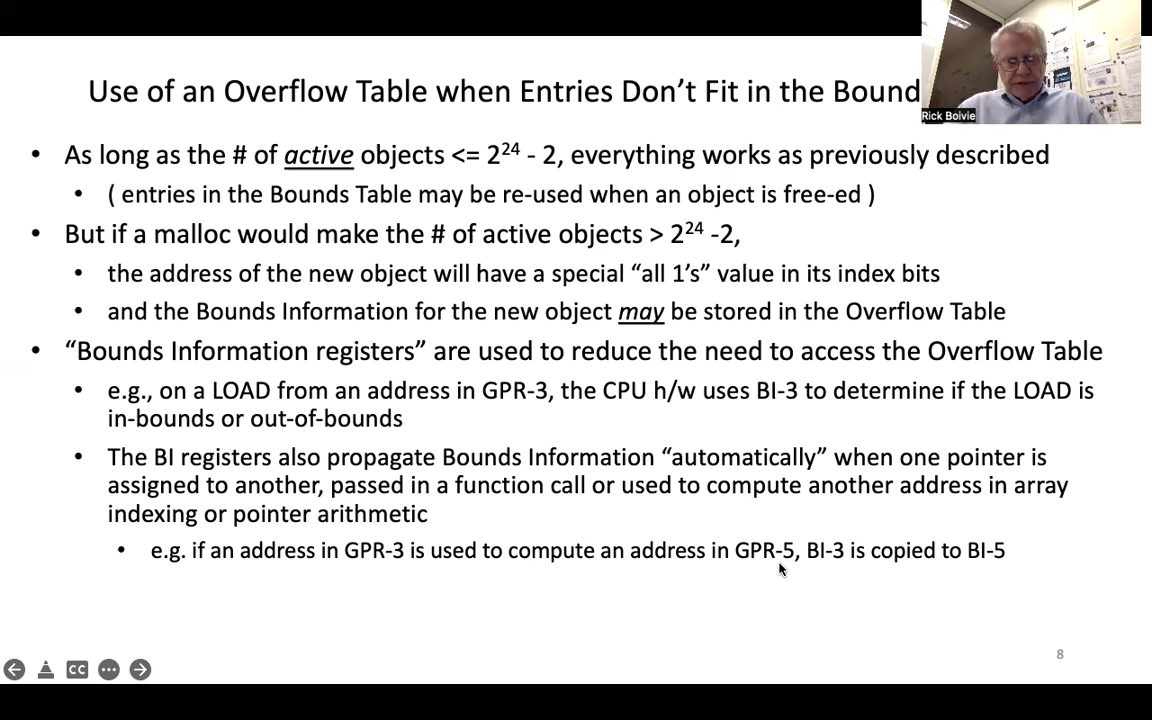 Use of an Overflow Table when Entries Don’t Fit in the Bound
Rick Boivie
• As long as the # of active objects <= 2²⁴ - 2, everything works as previously described
• ( entries in the Bounds Table may be re-used when an object is free-ed )
• But if a malloc would make the # of active objects > 2²⁴ -2,
• the address of the new object will have a special “all 1’s” value in its index bits
• and the Bounds Information for the new object may be stored in the Overflow Table
• “Bounds Information registers” are used to reduce the need to access the Overflow Table
• e.g., on a LOAD from an address in GPR-3, the CPU h/w uses BI-3 to determine if the LOAD is
in-bounds or out-of-bounds
• The BI registers also propagate Bounds Information “automatically” when one pointer is
assigned to another, passed in a function call or used to compute another address in array
indexing or pointer arithmetic
• e.g. if an address in GPR-3 is used to compute an address in GPR-5, BI-3 is copied to BI-5
8
CC